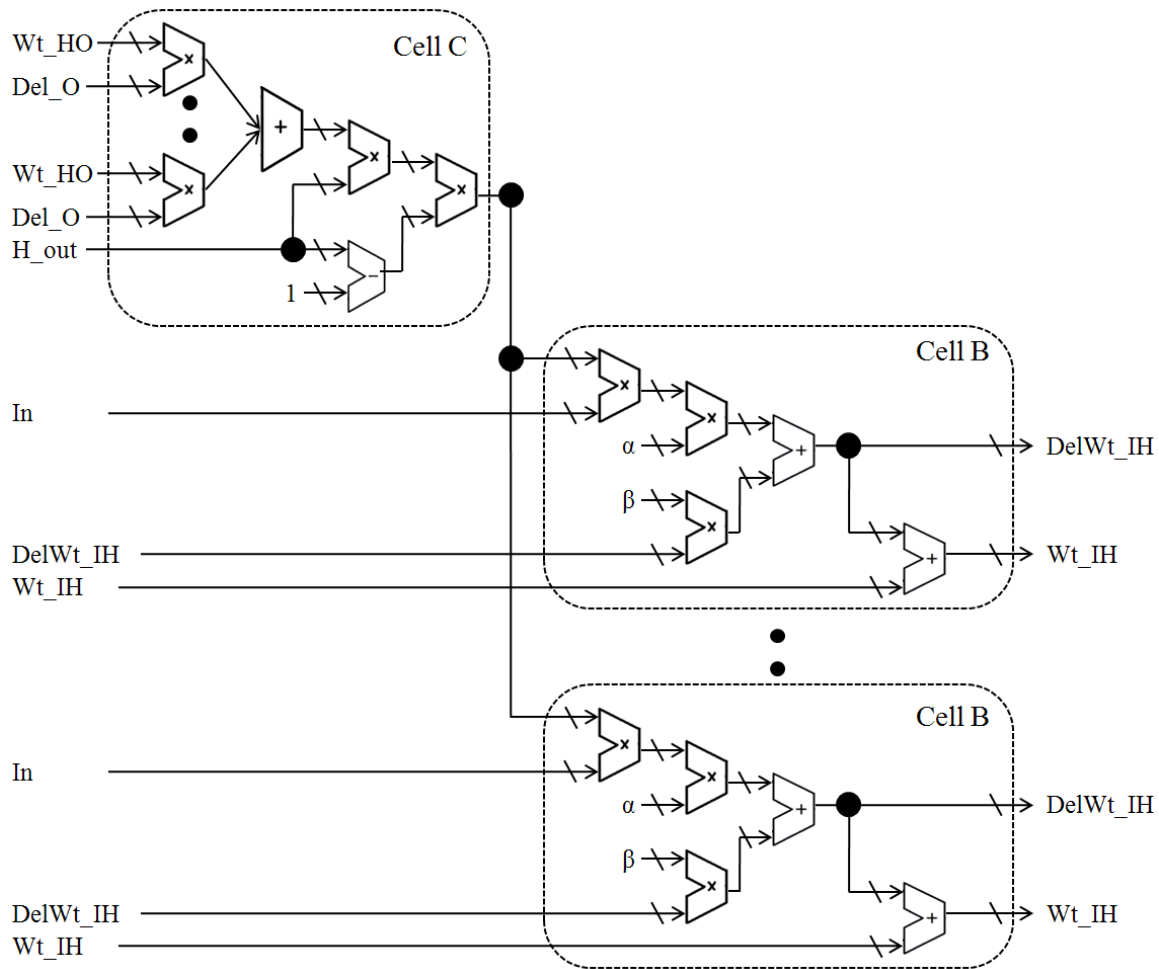 Wt_HO
Cell C
×
Del_O
+
×
Wt_HO
×
×
Del_O
H_out
−
1
Cell B
×
In
×
α
+
DelWt_IH
β
×
DelWt_IH
+
Wt_IH
Wt_IH
Cell B
×
In
×
α
+
DelWt_IH
β
×
DelWt_IH
+
Wt_IH
Wt_IH